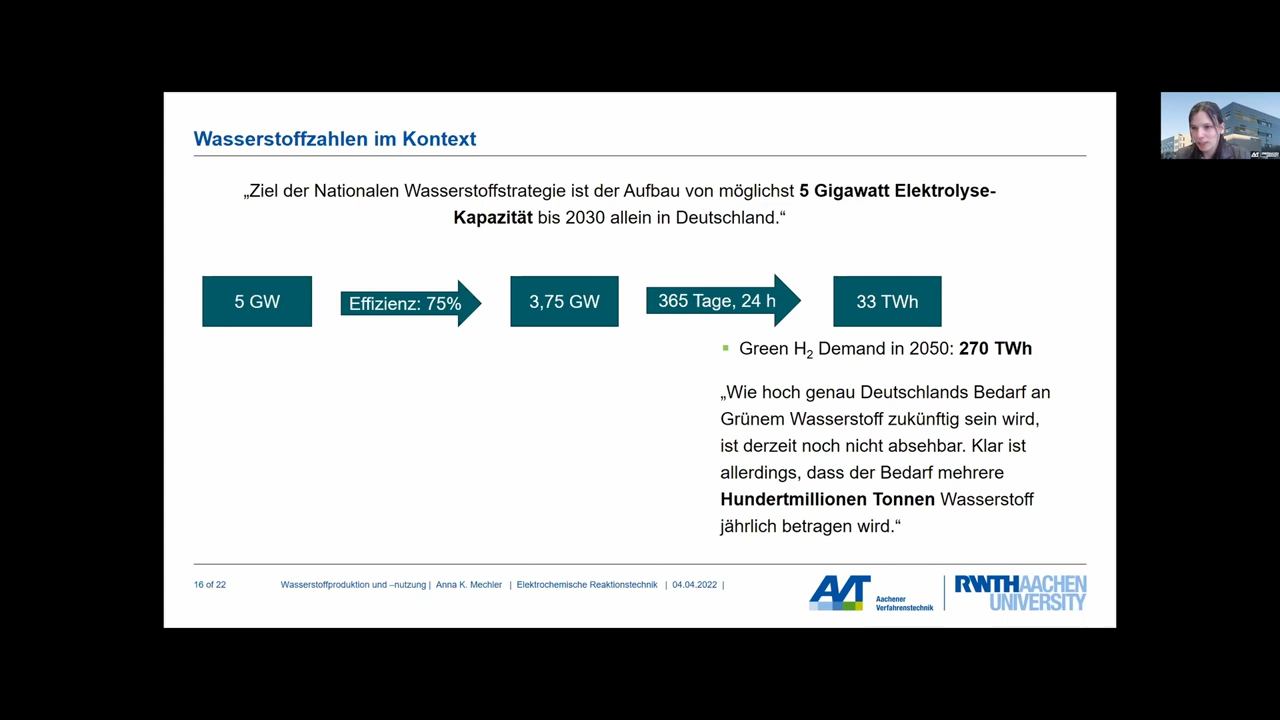 Wasserstoffzahlen im Kontext
„Ziel der Nationalen Wasserstoffstrategie ist der Aufbau von möglichst 5 Gigawatt Elektrolyse-
Kapazität bis 2030 allein in Deutschland.“
5 GW
Effizienz: 75%
3,75 GW
365 Tage, 24 h
33 TWh
▪ Green H₂ Demand in 2050: 270 TWh
„Wie hoch genau Deutschlands Bedarf an
Grünem Wasserstoff zukünftig sein wird,
ist derzeit noch nicht absehbar. Klar ist
allerdings, dass der Bedarf mehrere
Hundertmillionen Tonnen Wasserstoff
jährlich betragen wird.“
16 of 22
Wasserstoffproduktion und –nutzung | Anna K. Mechler | Elektrochemische Reaktionstechnik | 04.04.2022 |
AVT
Aachener
Verfahrenstechnik
RWTH AACHEN
UNIVERSITY